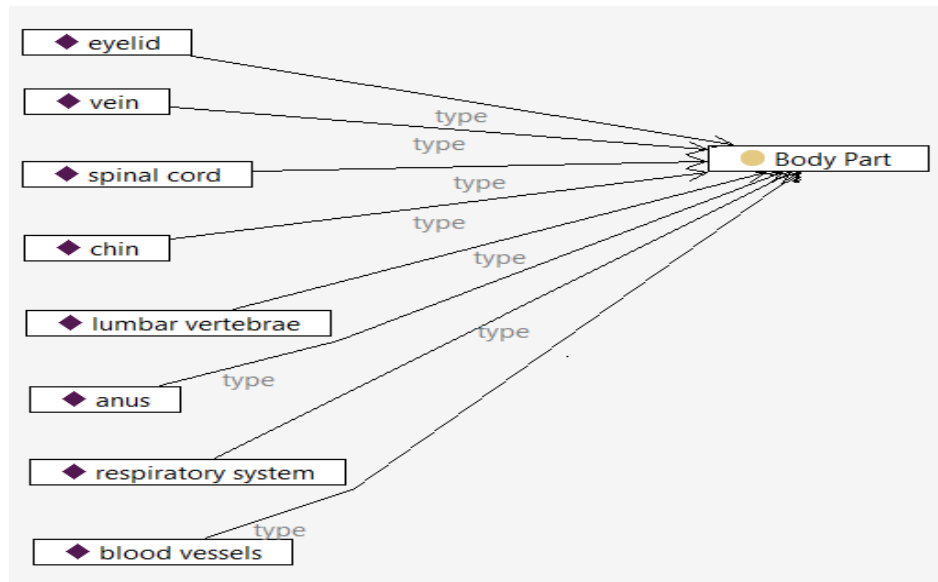 eyelid
vein
type
type
Body Part
spinal cord
type
chin
type
type
lumbar vertebrae
type
anus
type
respiratory system
blood vessels
type